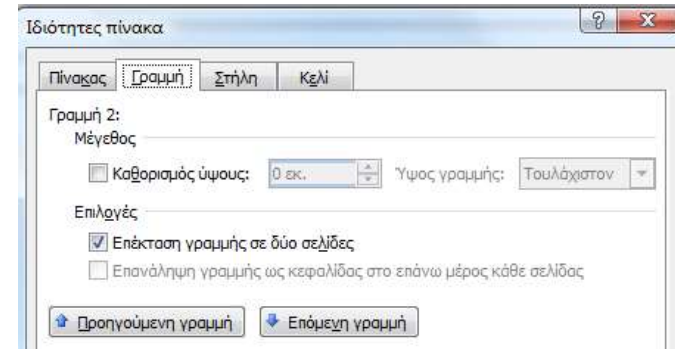 Ιδιότητες πίνακα
Πίνακας Γραμμή Στήλη Κελί
Γραμμή 2:
Μέγεθος
Καθορισμός ύψους: 0 εκ. Ύψος γραμμής: Τουλάχιστον
Επιλογές
Επέκταση γραμμής σε δύο σελίδες
Επανάληψη γραμμής ως κεφαλίδας στο επάνω μέρος κάθε σελίδας
Προηγούμενη γραμμή Επόμενη γραμμή